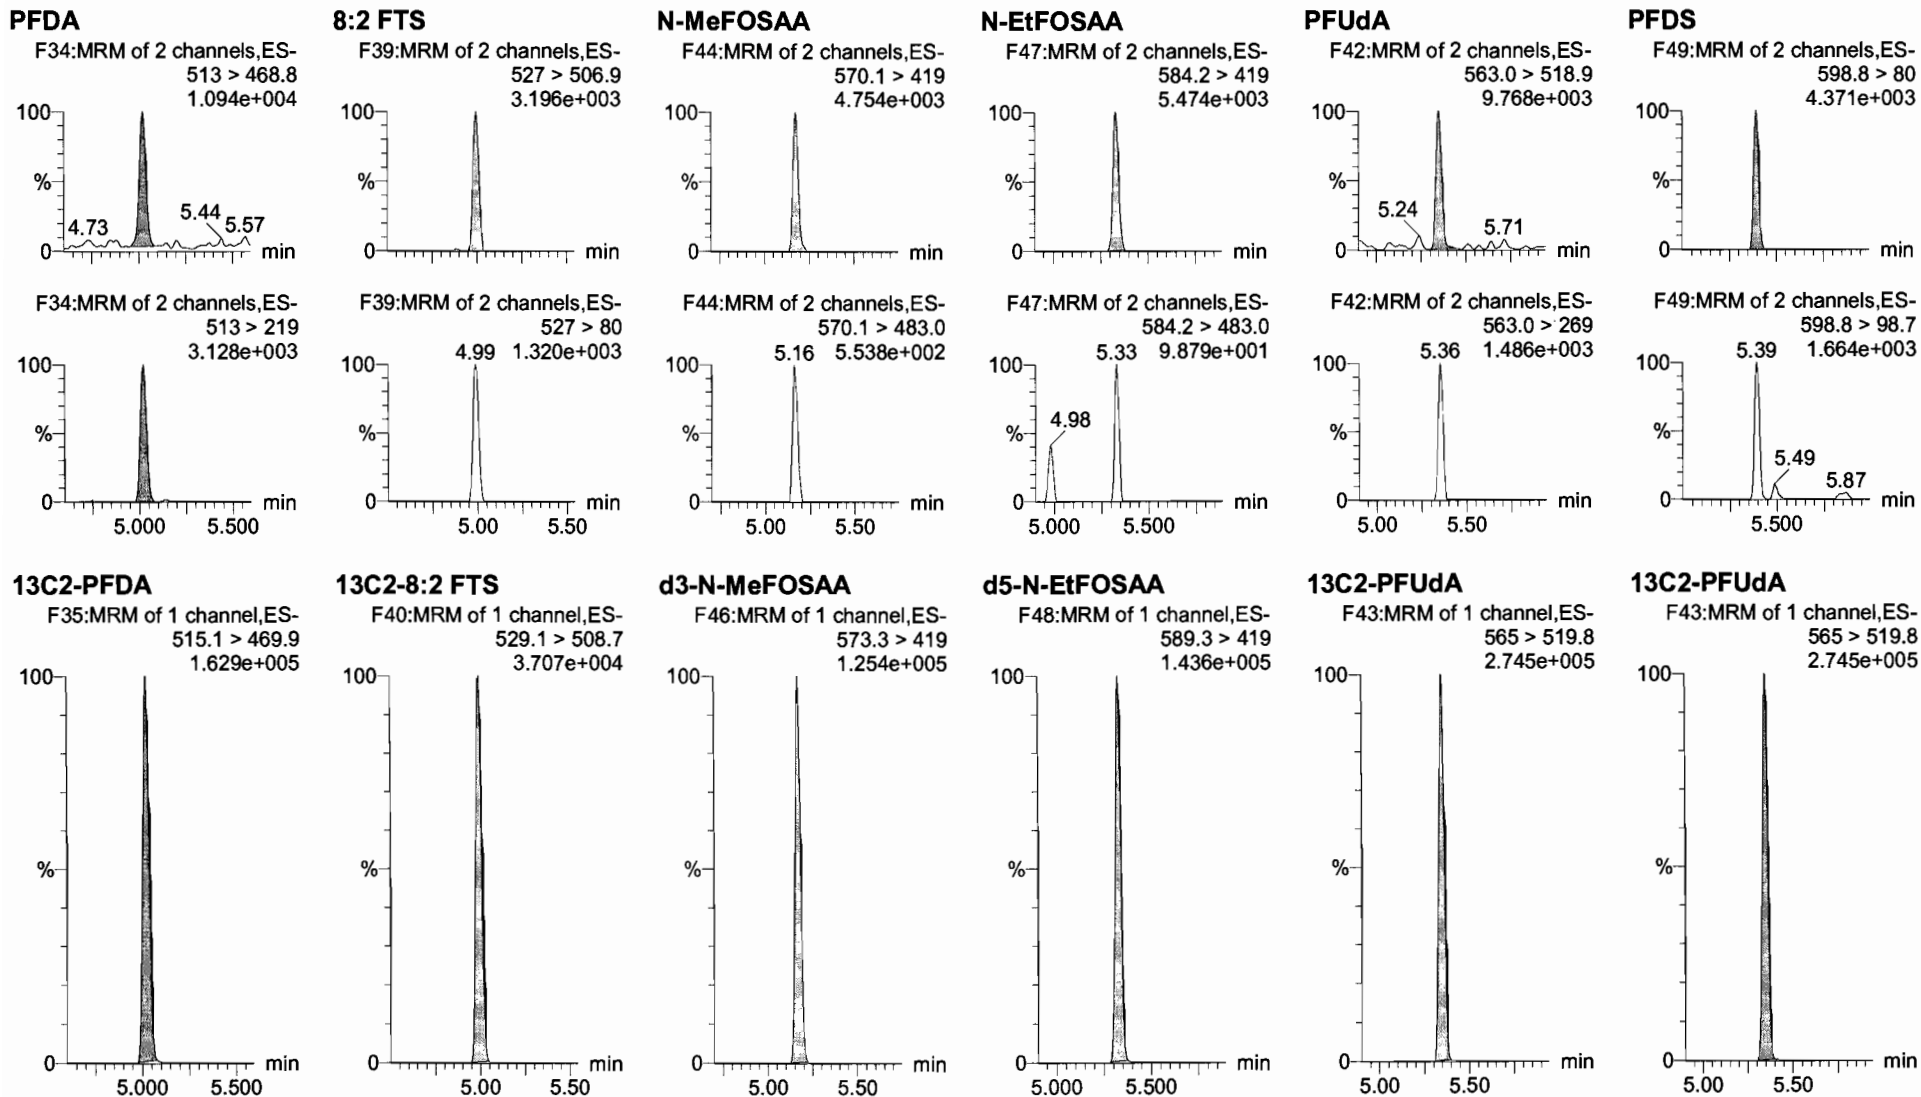 PFDA
F34:MRM of 2 channels,ES-
513 > 468.8
1.094e+004
100
%
4.73
5.44
5.57
0
min
F34:MRM of 2 channels,ES-
513 > 219
3.128e+003
100
%
0
min
5.000 5.500
8:2 FTS
F39:MRM of 2 channels,ES-
527 > 506.9
3.196e+003
100
%
0
min
F39:MRM of 2 channels,ES-
527 > 80
4.99 1.320e+003
100
%
0
min
5.00 5.50
N-MeFOSAA
F44:MRM of 2 channels,ES-
570.1 > 419
4.754e+003
100
%
0
min
F44:MRM of 2 channels,ES-
570.1 > 483.0
5.16 5.538e+002
100
%
0
min
5.00 5.50
N-EtFOSAA
F47:MRM of 2 channels,ES-
584.2 > 419
5.474e+003
100
%
0
min
F47:MRM of 2 channels,ES-
584.2 > 483.0
5.33 9.879e+001
100
4.98
%
0
min
5.000 5.500
PFUdA
F42:MRM of 2 channels,ES-
563.0 > 518.9
9.768e+003
100
%
5.24
5.71
0
min
F42:MRM of 2 channels,ES-
563.0 > 269
5.36 1.486e+003
100
%
0
min
5.00 5.50
PFDS
F49:MRM of 2 channels,ES-
598.8 > 80
4.371e+003
100
%
0
min
F49:MRM of 2 channels,ES-
598.8 > 98.7
5.39 1.664e+003
100
%
5.49
5.87
0
min
5.500
13C2-PFDA
F35:MRM of 1 channel,ES-
515.1 > 469.9
1.629e+005
100
%
0
min
5.000 5.500
13C2-8:2 FTS
F40:MRM of 1 channel,ES-
529.1 > 508.7
3.707e+004
100
%
0
min
5.00 5.50
d3-N-MeFOSAA
F46:MRM of 1 channel,ES-
573.3 > 419
1.254e+005
100
%
0
min
5.00 5.50
d5-N-EtFOSAA
F48:MRM of 1 channel,ES-
589.3 > 419
1.436e+005
100
%
0
min
5.000 5.500
13C2-PFUdA
F43:MRM of 1 channel,ES-
565 > 519.8
2.745e+005
100
%
0
min
5.00 5.50
13C2-PFUdA
F43:MRM of 1 channel,ES-
565 > 519.8
2.745e+005
100
%
0
min
5.00 5.50